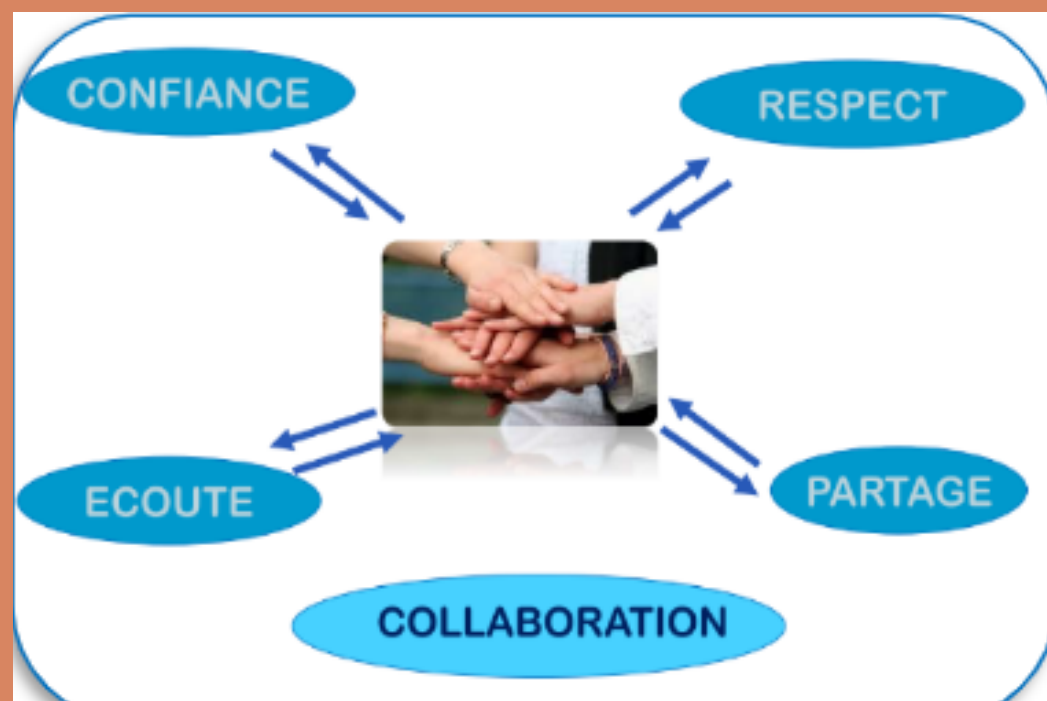 CONFIANCE
RESPECT
ECOUTE
PARTAGE
COLLABORATION